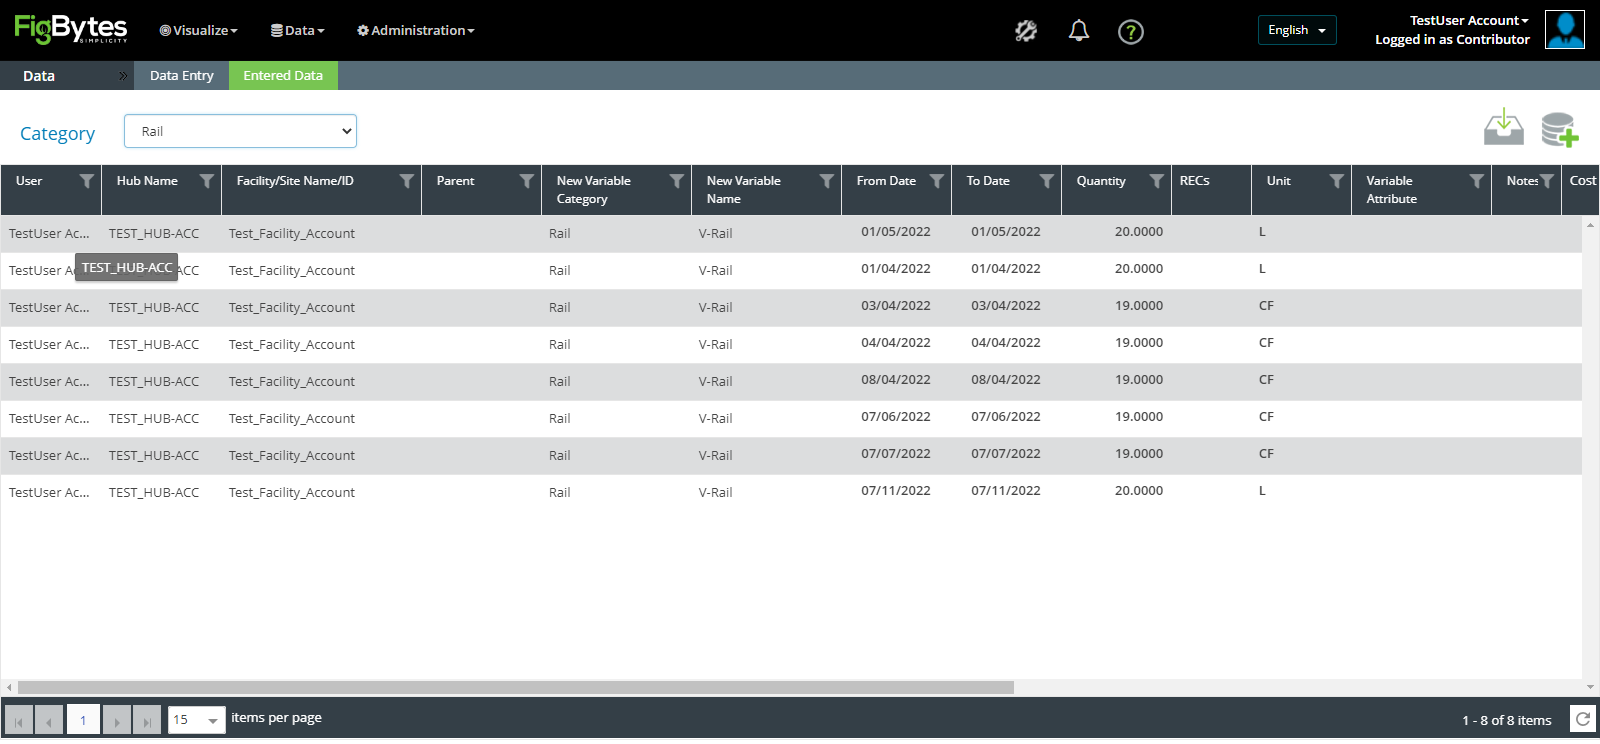 FigBytes
SIMPLICITY
Visualize Data Administration
?
English
TestUser Account
Logged in as Contributor
Data » Data Entry Entered Data
Category Rail
User Hub Name Facility/Site Name/ID Parent New Variable Category New Variable Name From Date To Date Quantity RECs Unit Variable Attribute Notes Cost
TestUser Ac... TEST_HUB-ACC Test_Facility_Account Rail V-Rail 01/05/2022 01/05/2022 20.0000 L
TestUser Ac... TEST_HUB-ACC Test_Facility_Account Rail V-Rail 01/04/2022 01/04/2022 20.0000 L
TestUser Ac... TEST_HUB-ACC Test_Facility_Account Rail V-Rail 03/04/2022 03/04/2022 19.0000 CF
TestUser Ac... TEST_HUB-ACC Test_Facility_Account Rail V-Rail 04/04/2022 04/04/2022 19.0000 CF
TestUser Ac... TEST_HUB-ACC Test_Facility_Account Rail V-Rail 08/04/2022 08/04/2022 19.0000 CF
TestUser Ac... TEST_HUB-ACC Test_Facility_Account Rail V-Rail 07/06/2022 07/06/2022 19.0000 CF
TestUser Ac... TEST_HUB-ACC Test_Facility_Account Rail V-Rail 07/07/2022 07/07/2022 19.0000 CF
TestUser Ac... TEST_HUB-ACC Test_Facility_Account Rail V-Rail 07/11/2022 07/11/2022 20.0000 L
1 15 items per page 1 - 8 of 8 items